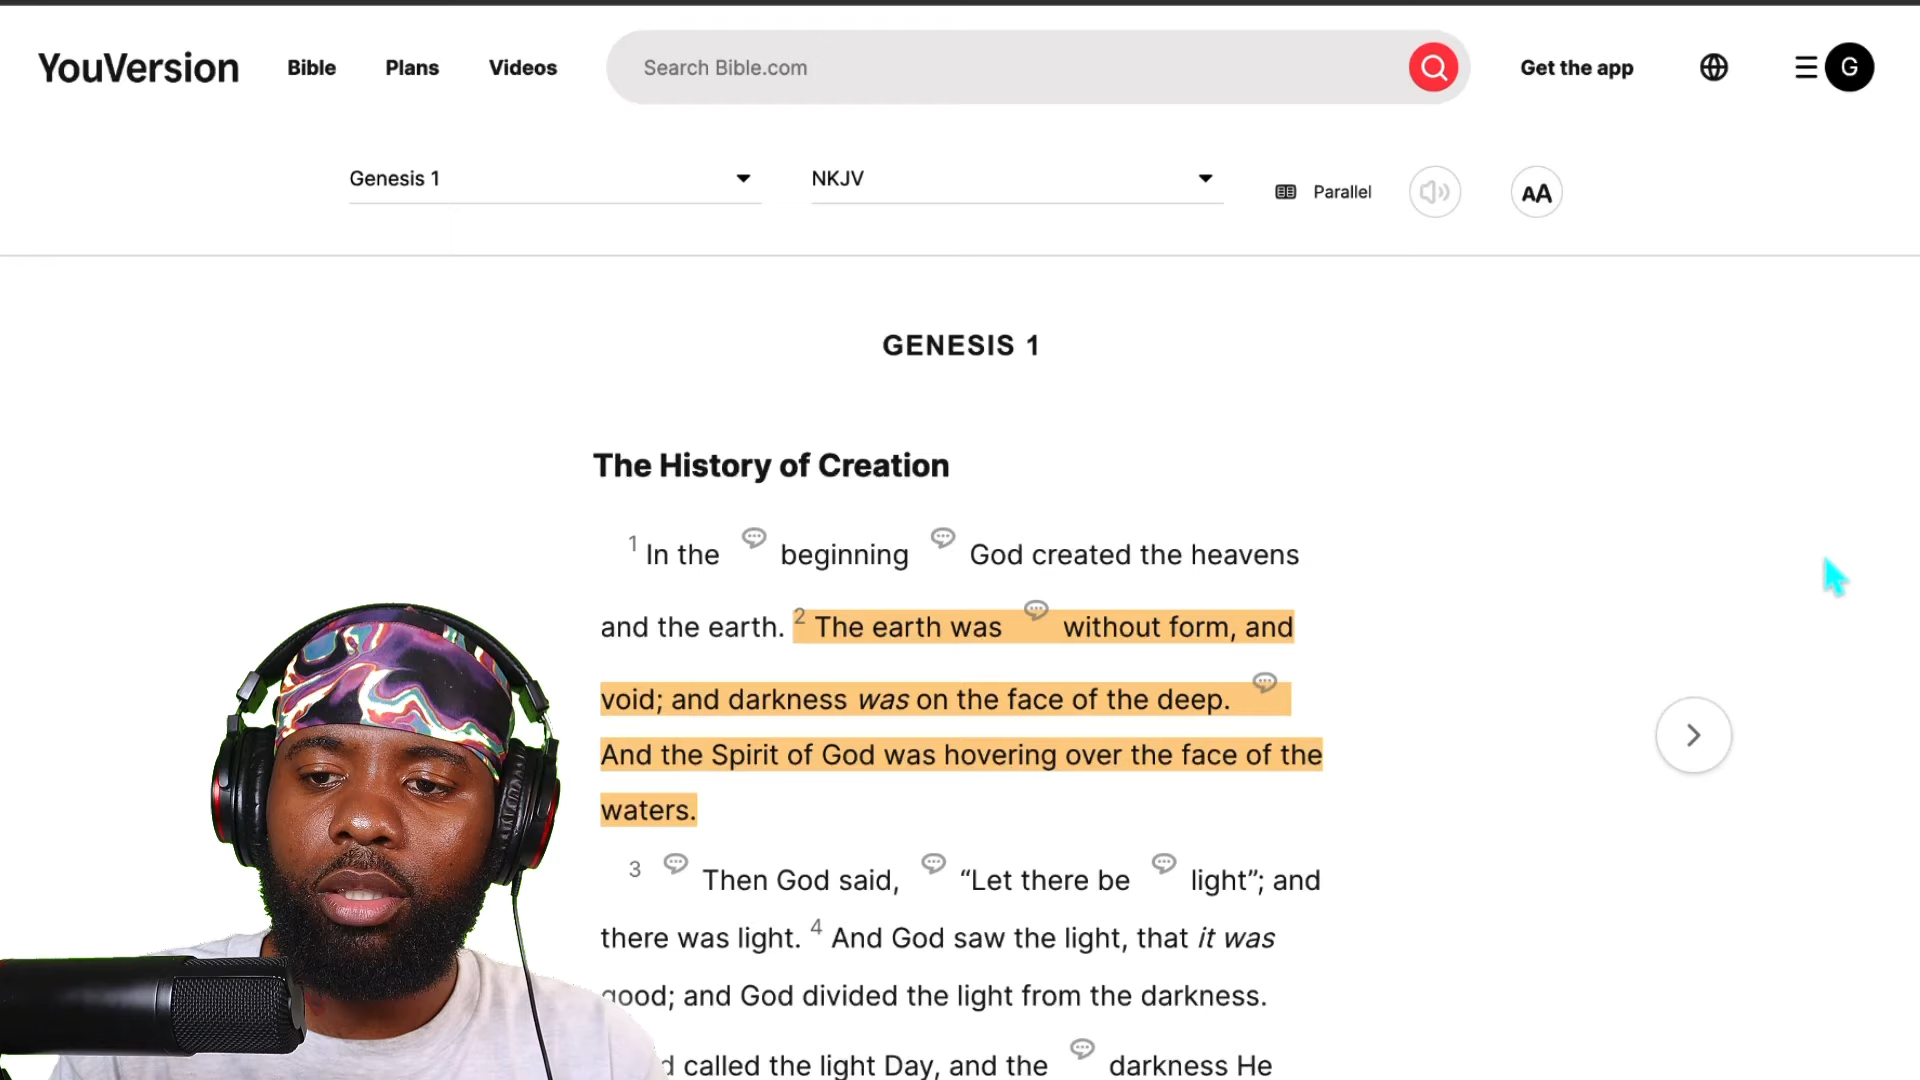 YouVersion Bible Plans Videos Search Bible.com Get the app G
Genesis 1 NKJV Parallel AA
GENESIS 1
The History of Creation
1 In the beginning God created the heavens
and the earth. 2 The earth was without form, and
void; and darkness was on the face of the deep.
And the Spirit of God was hovering over the face of the
waters.
3 Then God said, “Let there be light”; and
there was light. 4 And God saw the light, that it was
good; and God divided the light from the darkness.
called the light Day, and the darkness He